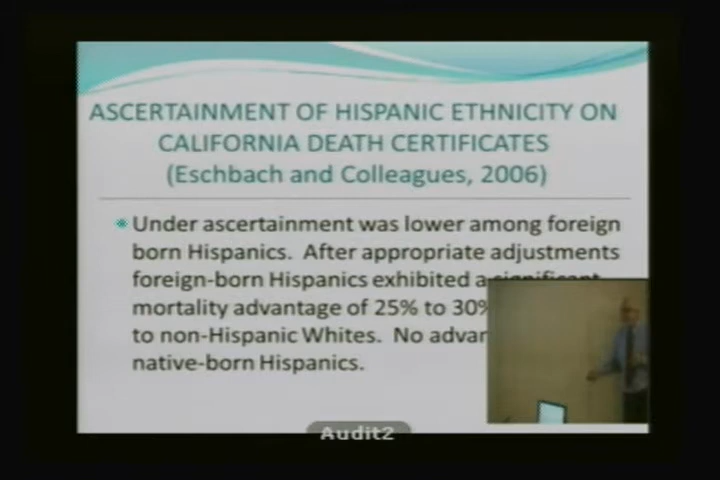 ASCERTAINMENT OF HISPANIC ETHNICITY ON
CALIFORNIA DEATH CERTIFICATES
(Eschbach and Colleagues, 2006)
Under ascertainment was lower among foreign
born Hispanics. After appropriate adjustments
foreign-born Hispanics exhibited a significant
mortality advantage of 25% to 30%
to non-Hispanic Whites. No advan
native-born Hispanics.
Audit2